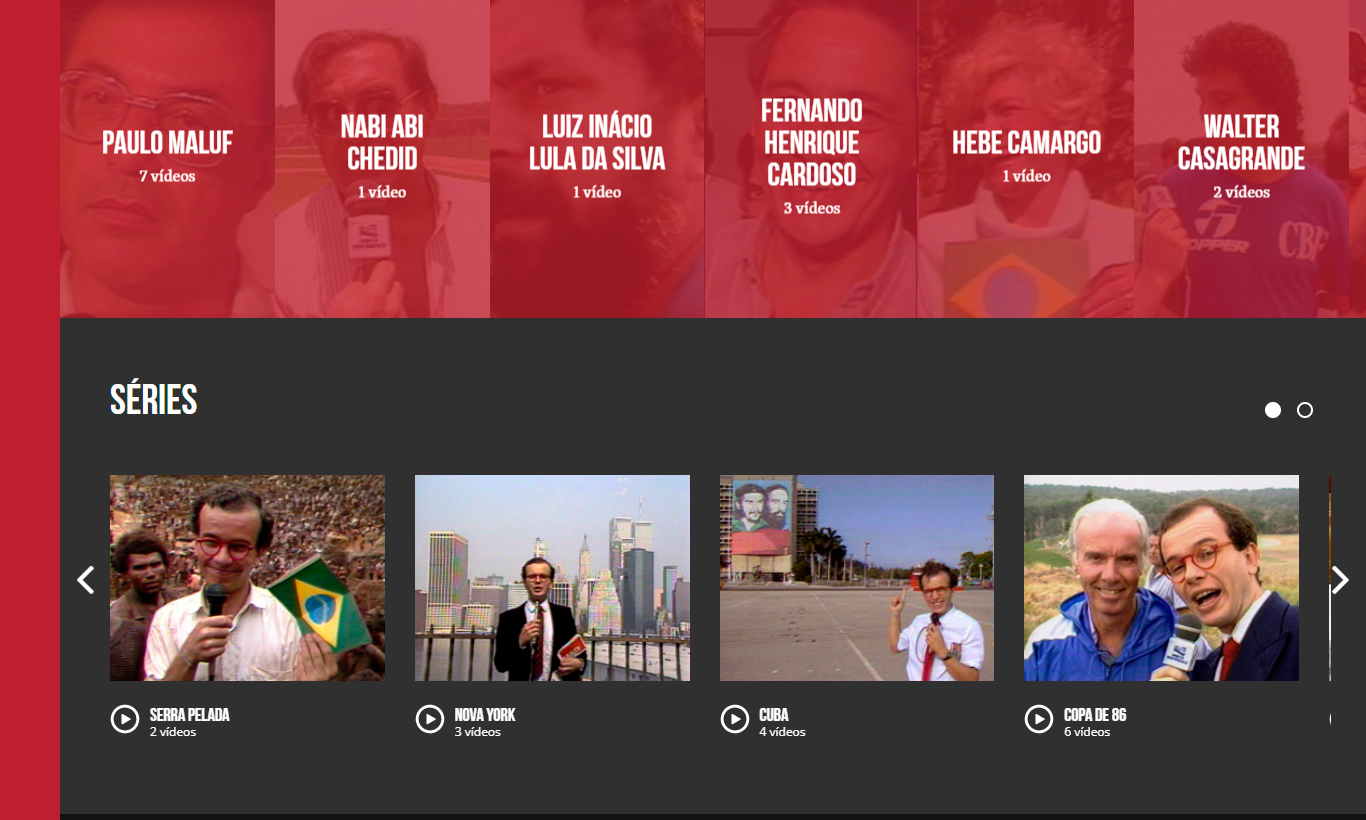 PAULO MALUF
7 vídeos
NABI ABI
CHEDID
1 vídeo
LUIZ INÁCIO
LULA DA SILVA
1 vídeo
FERNANDO
HENRIQUE
CARDOSO
3 vídeos
HEBE CAMARGO
1 vídeo
WALTER
CASAGRANDE
2 vídeos
TOPPER
CBF
SÉRIES
SERRA PELADA
2 vídeos
NOVA YORK
3 vídeos
CUBA
4 vídeos
COPA DE 86
6 vídeos